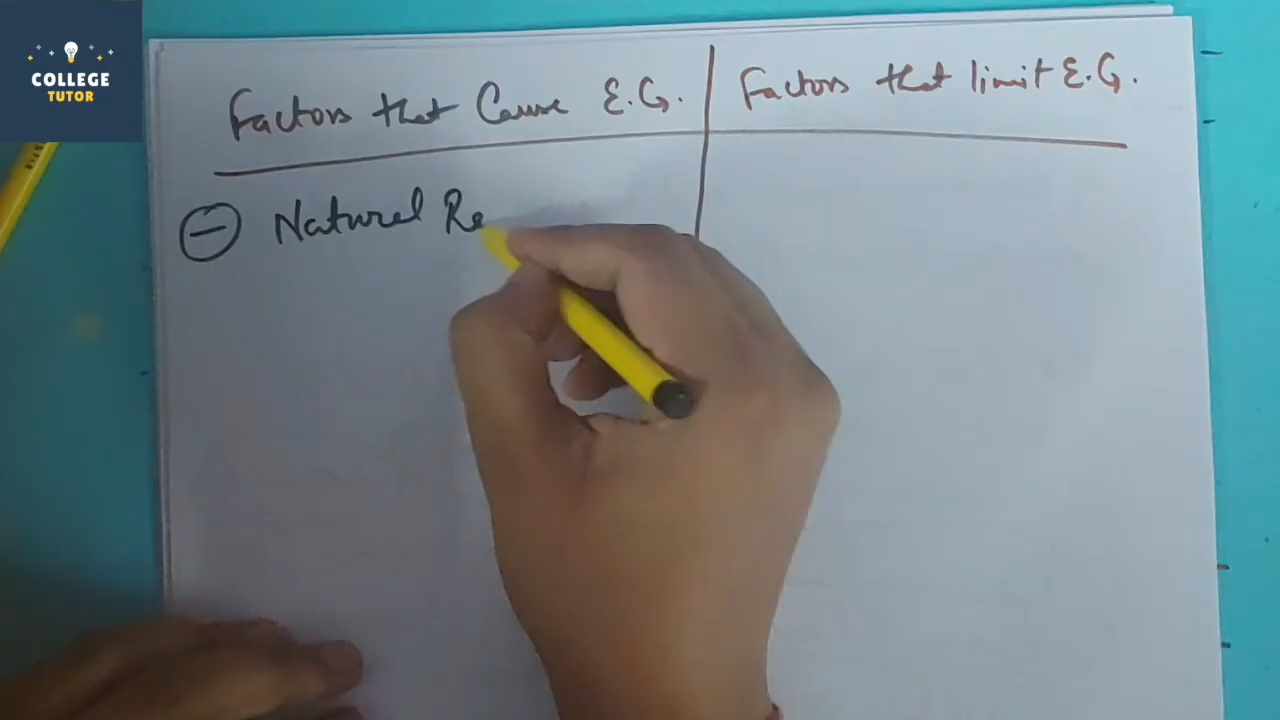 COLLEGE
TUTOR
Factors that Cause E.G.
Factors that limit E.G.
Natural Re